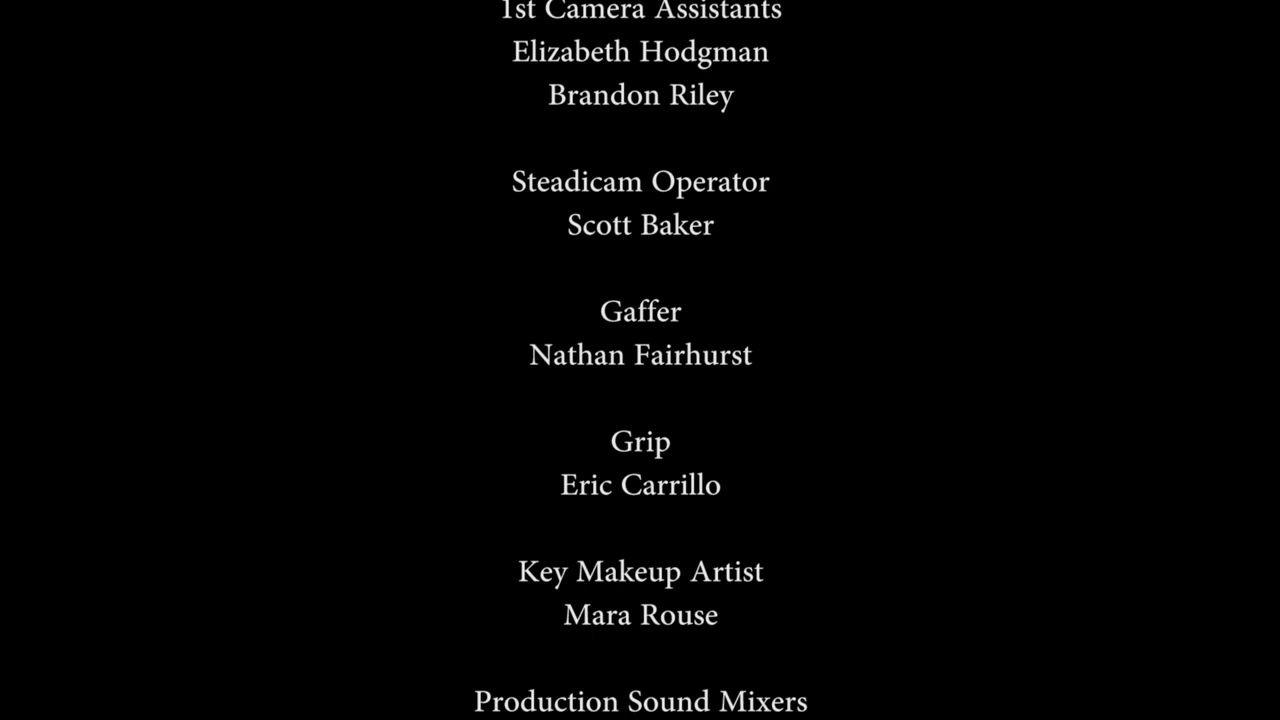 1st Camera Assistants
Elizabeth Hodgman
Brandon Riley
Steadicam Operator
Scott Baker
Gaffer
Nathan Fairhurst
Grip
Eric Carrillo
Key Makeup Artist
Mara Rouse
Production Sound Mixers